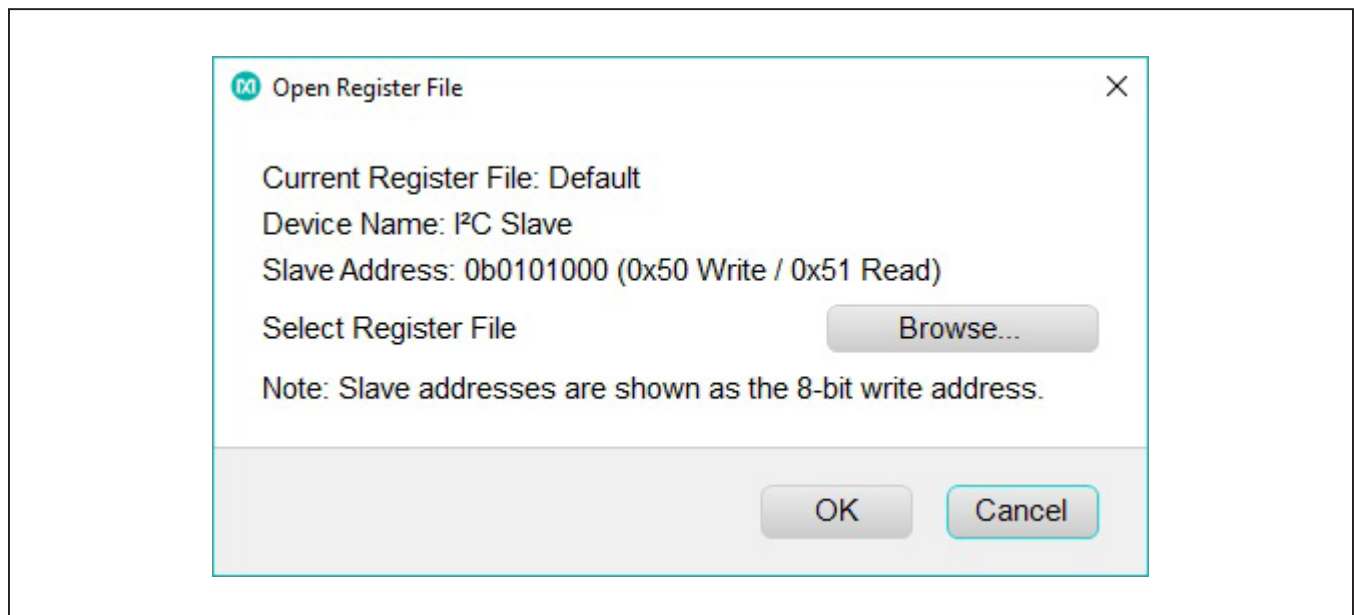 Open Register File
Current Register File: Default
Device Name: I²C Slave
Slave Address: 0b0101000 (0x50 Write / 0x51 Read)
Select Register File Browse...
Note: Slave addresses are shown as the 8-bit write address.
OK Cancel